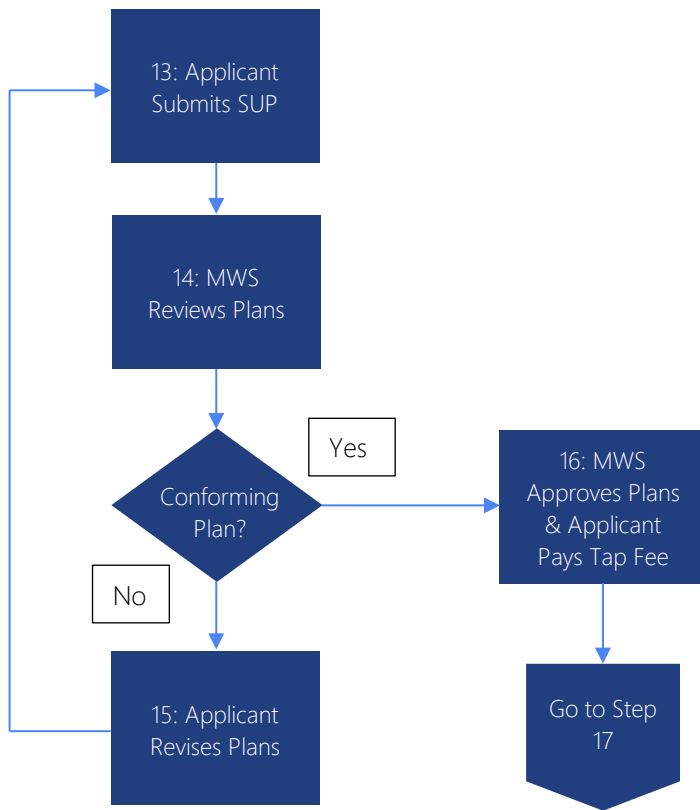 13: Applicant
Submits SUP
14: MWS
Reviews Plans
Conforming
Plan?
Yes
16: MWS
Approves Plans
& Applicant
Pays Tap Fee
No
15: Applicant
Revises Plans
Go to Step
17